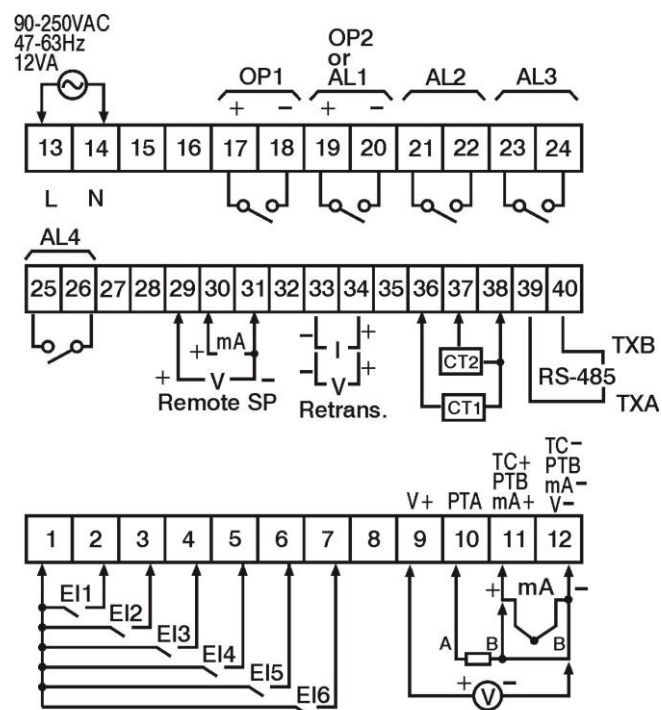 90-250VAC
47-63Hz
12VA
OP1
OP2
or
AL1
AL2
AL3
+ − + −
13 14 15 16 17 18 19 20 21 22 23 24
L N
AL4
25 26 27 28 29 30 31 32 33 34 35 36 37 38 39 40
+ mA
+ V −
Remote SP
− I +
− V +
Retrans.
CT2
CT1
TXB
RS-485
TXA
V+
PTA
TC+
PTB
mA+
TC−
PTB
mA−
V−
1 2 3 4 5 6 7 8 9 10 11 12
EI1
EI2
EI3
EI4
EI5
EI6
+ mA −
A B B
+ V −